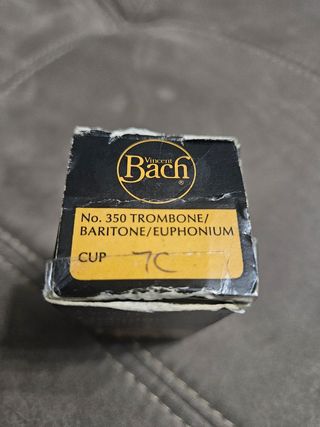 Vincent
Bach
®
No. 350 TROMBONE/
BARITONE/EUPHONIUM
CUP 7C